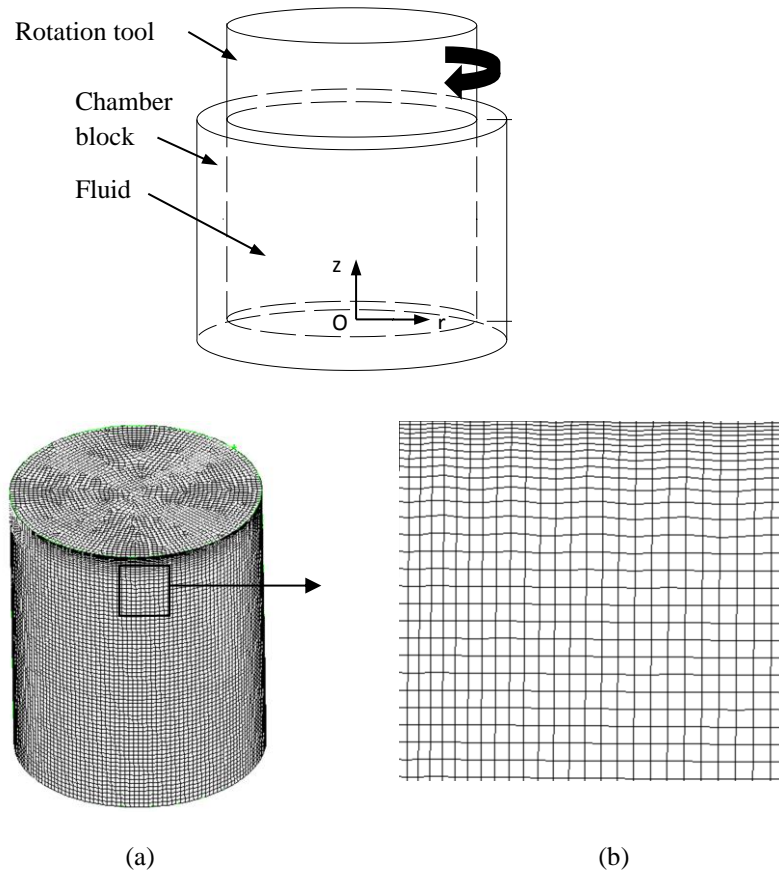 Rotation tool
Chamber
block
Fluid
z
O
r
(a)
(b)